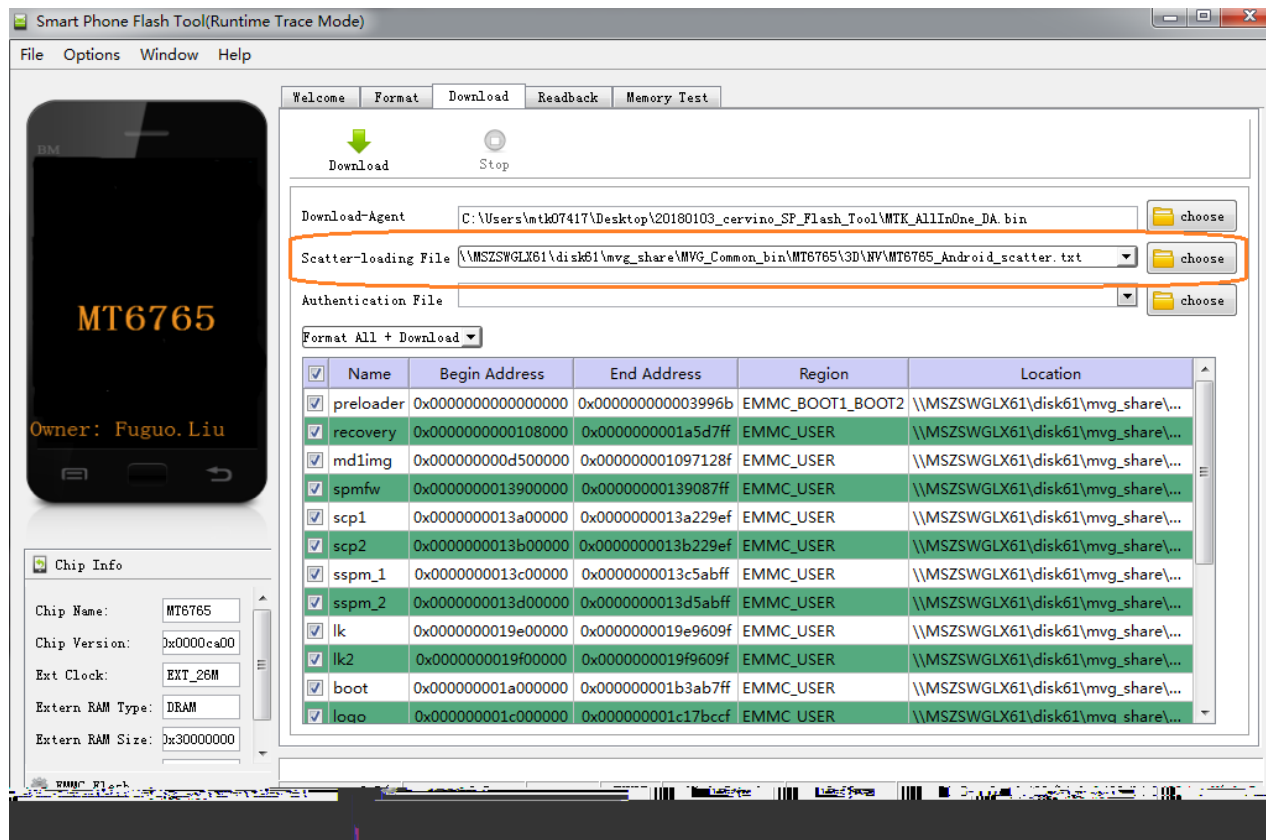 Smart Phone Flash Tool(Runtime Trace Mode)
File Options Window Help
BM
MT6765
Owner: Fuguo.Liu
Chip Info
Chip Name: MT6765
Chip Version: 0x0000ca00
Ext Clock: EXT_26M
Extern RAM Type: DRAM
Extern RAM Size: 0x30000000
Welcome Format Download Readback Memory Test
Download Stop
Download-Agent C:\Users\mtk07417\Desktop\20180103_cervino_SP_Flash_Tool\MTK_AllInOne_DA.bin choose
Scatter-loading File \\MSZSWGLX61\disk61\mvg_share\MVG_Common_bin\MT6765\3D\NV\MT6765_Android_scatter.txt choose
Authentication File choose
Format All + Download
Name Begin Address End Address Region Location
preloader 0x0000000000000000 0x000000000003996b EMMC_BOOT1_BOOT2 \\MSZSWGLX61\disk61\mvg_share\...
recovery 0x0000000000108000 0x0000000001a5d7ff EMMC_USER \\MSZSWGLX61\disk61\mvg_share\...
md1img 0x000000000d500000 0x000000001097128f EMMC_USER \\MSZSWGLX61\disk61\mvg_share\...
spmfw 0x0000000013900000 0x00000000139087ff EMMC_USER \\MSZSWGLX61\disk61\mvg_share\...
scp1 0x0000000013a00000 0x0000000013a229ef EMMC_USER \\MSZSWGLX61\disk61\mvg_share\...
scp2 0x0000000013b00000 0x0000000013b229ef EMMC_USER \\MSZSWGLX61\disk61\mvg_share\...
sspm_1 0x0000000013c00000 0x0000000013c5abff EMMC_USER \\MSZSWGLX61\disk61\mvg_share\...
sspm_2 0x0000000013d00000 0x0000000013d5abff EMMC_USER \\MSZSWGLX61\disk61\mvg_share\...
lk 0x0000000019e00000 0x0000000019e9609f EMMC_USER \\MSZSWGLX61\disk61\mvg_share\...
lk2 0x0000000019f00000 0x0000000019f9609f EMMC_USER \\MSZSWGLX61\disk61\mvg_share\...
boot 0x000000001a000000 0x000000001b3ab7ff EMMC_USER \\MSZSWGLX61\disk61\mvg_share\...
logo 0x000000001c000000 0x000000001c17bccf EMMC_USER \\MSZSWGLX61\disk61\mvg_share\...